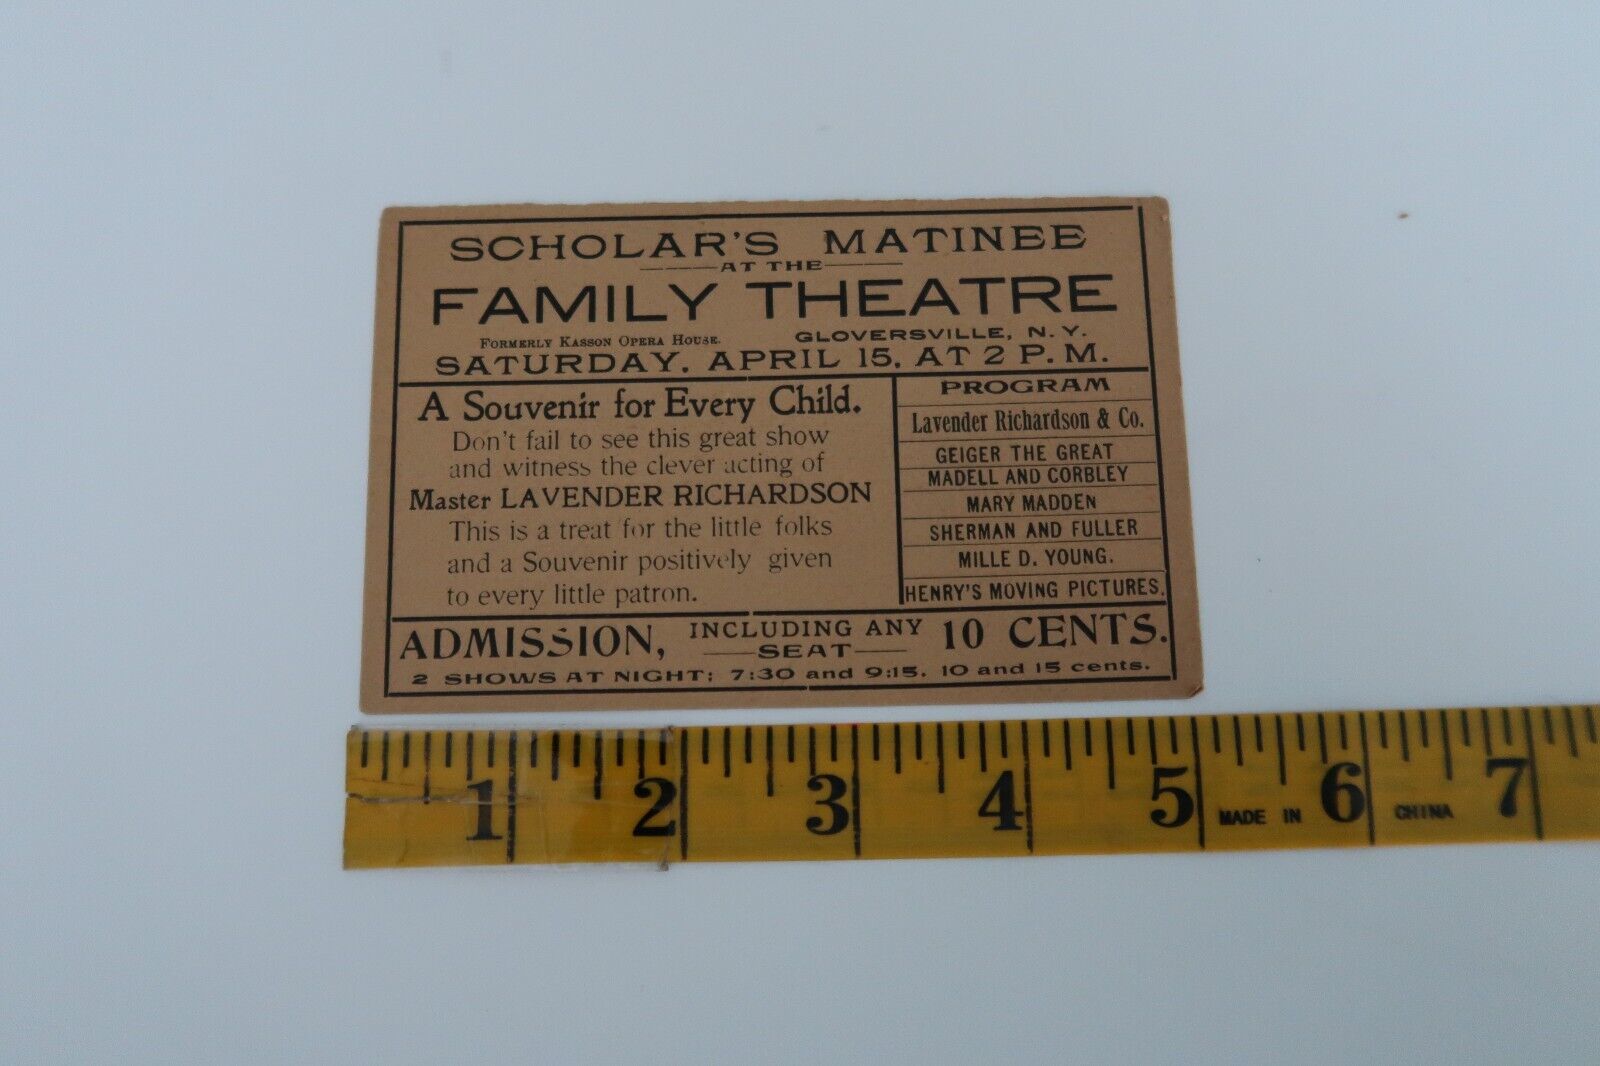 SCHOLAR'S MATINEE
AT THE
FAMILY THEATRE
FORMERLY KASSON OPERA HOUSE. GLOVERSVILLE, N. Y.
SATURDAY, APRIL 15, AT 2 P. M.
A Souvenir for Every Child.
Don't fail to see this great show
and witness the clever acting of
Master LAVENDER RICHARDSON
This is a treat for the little folks
and a Souvenir positively given
to every little patron.
PROGRAM
Lavender Richardson & Co.
GEIGER THE GREAT
MADELL AND CORBLEY
MARY MADDEN
SHERMAN AND FULLER
MILLE D. YOUNG.
HENRY'S MOVING PICTURES.
ADMISSION, INCLUDING ANY SEAT 10 CENTS.
2 SHOWS AT NIGHT; 7:30 and 9:15. 10 and 15 cents.
1 2 3 4 5 MADE IN 6 CHINA 7